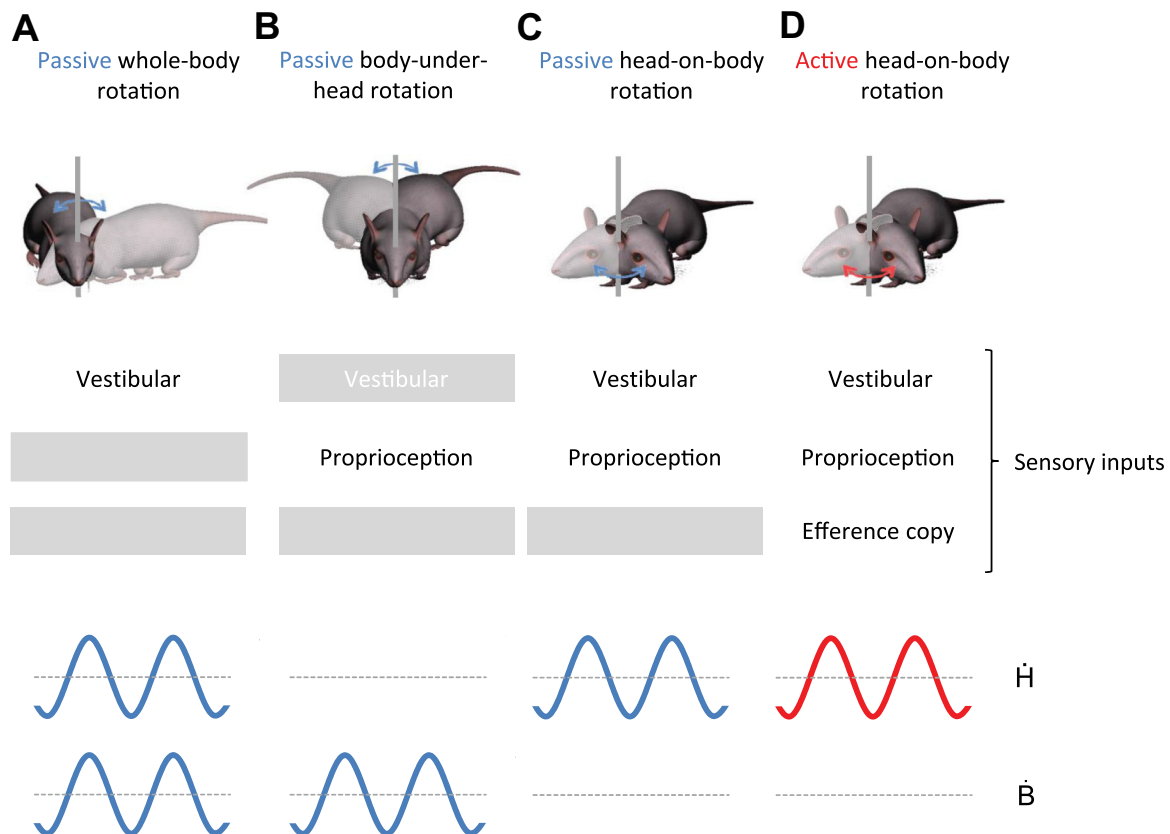 A
Passive whole-body
rotation
B
Passive body-under-
head rotation
C
Passive head-on-body
rotation
D
Active head-on-body
rotation
Vestibular
Vestibular
Vestibular
Vestibular
Proprioception
Proprioception
Proprioception
Sensory inputs
Efference copy
Ḣ
Ḃ